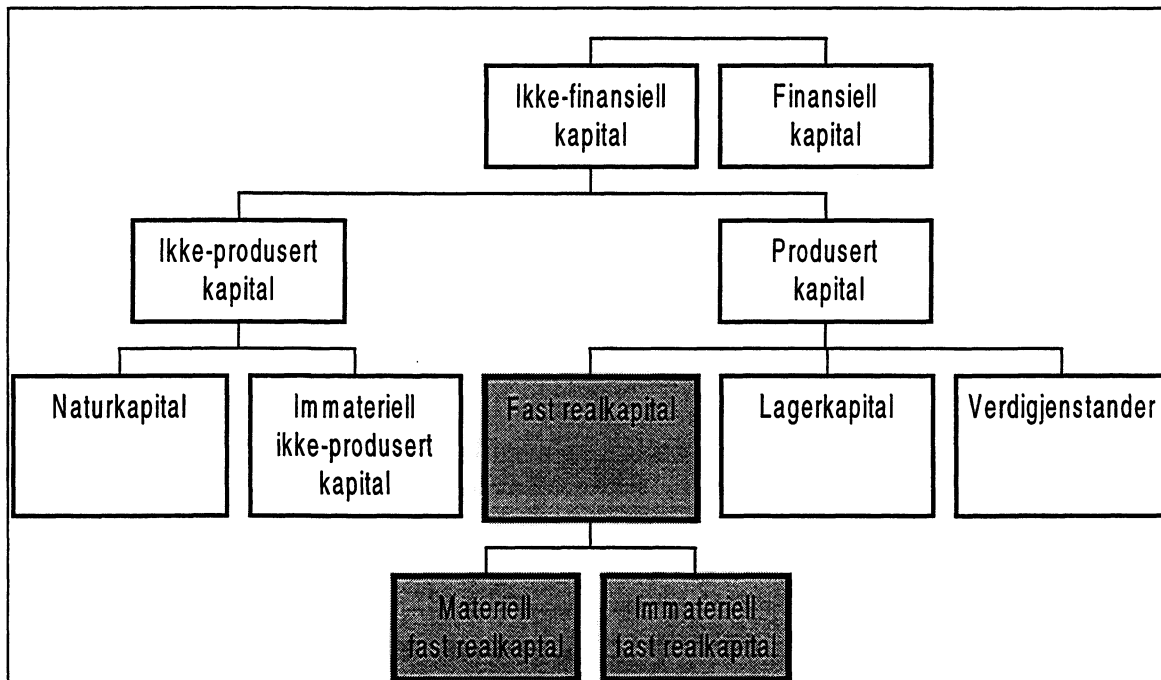 Ikke-finansiell
kapital
Finansiell
kapital
Ikke-produsert
kapital
Produsert
kapital
Naturkapital
Immateriell
ikke-produsert
kapital
Fast realkapital
Lagerkapital
Verdigjenstander
Materiell
fast realkaptal
Immateriell
fast realkapital